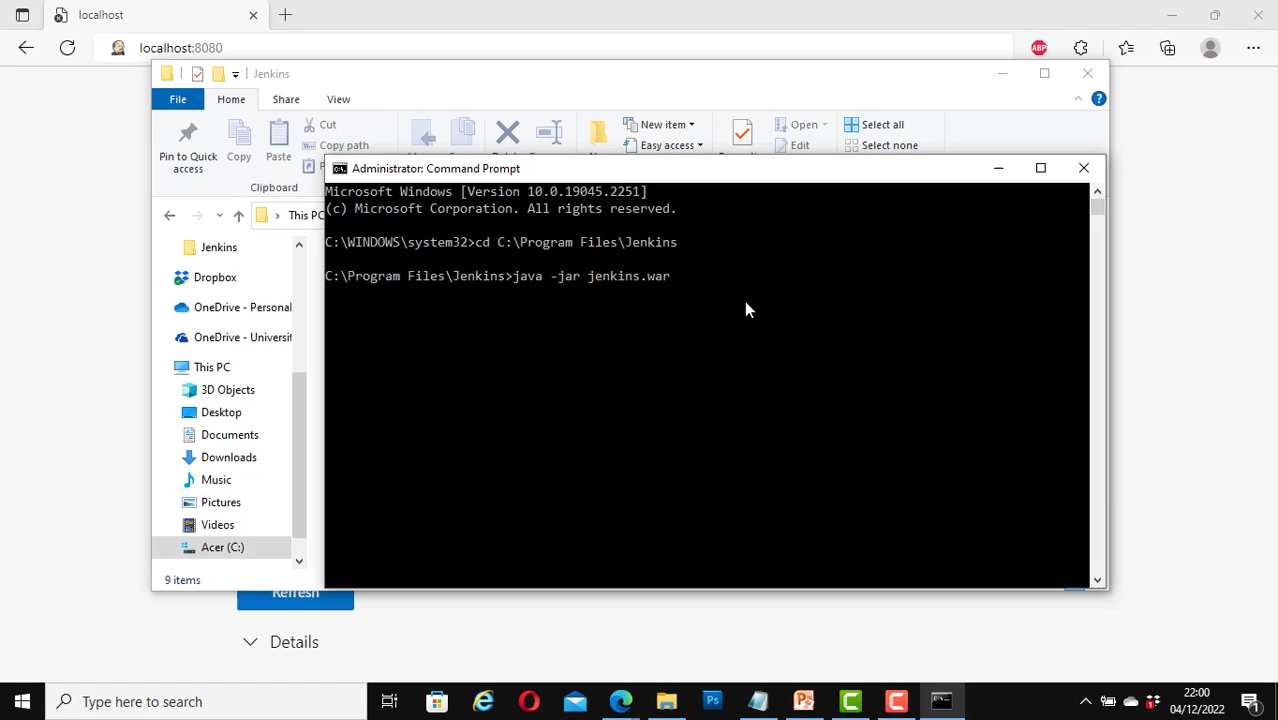 localhost
localhost:8080
ABP
Jenkins
File
Home
Share
View
Pin to Quick
access
Copy
Paste
Cut
Copy path
New item
Easy access
Open
Edit
Select all
Select none
Clipboard
This PC
Administrator: Command Prompt
Microsoft Windows [Version 10.0.19045.2251]
(c) Microsoft Corporation. All rights reserved.
C:\WINDOWS\system32>cd C:\Program Files\Jenkins
C:\Program Files\Jenkins>java -jar jenkins.war
Jenkins
Dropbox
OneDrive - Personal
OneDrive - Universit
This PC
3D Objects
Desktop
Documents
Downloads
Music
Pictures
Videos
Acer (C:)
9 items
Refresh
Details
Type here to search
Ps
22:00
04/12/2022
1